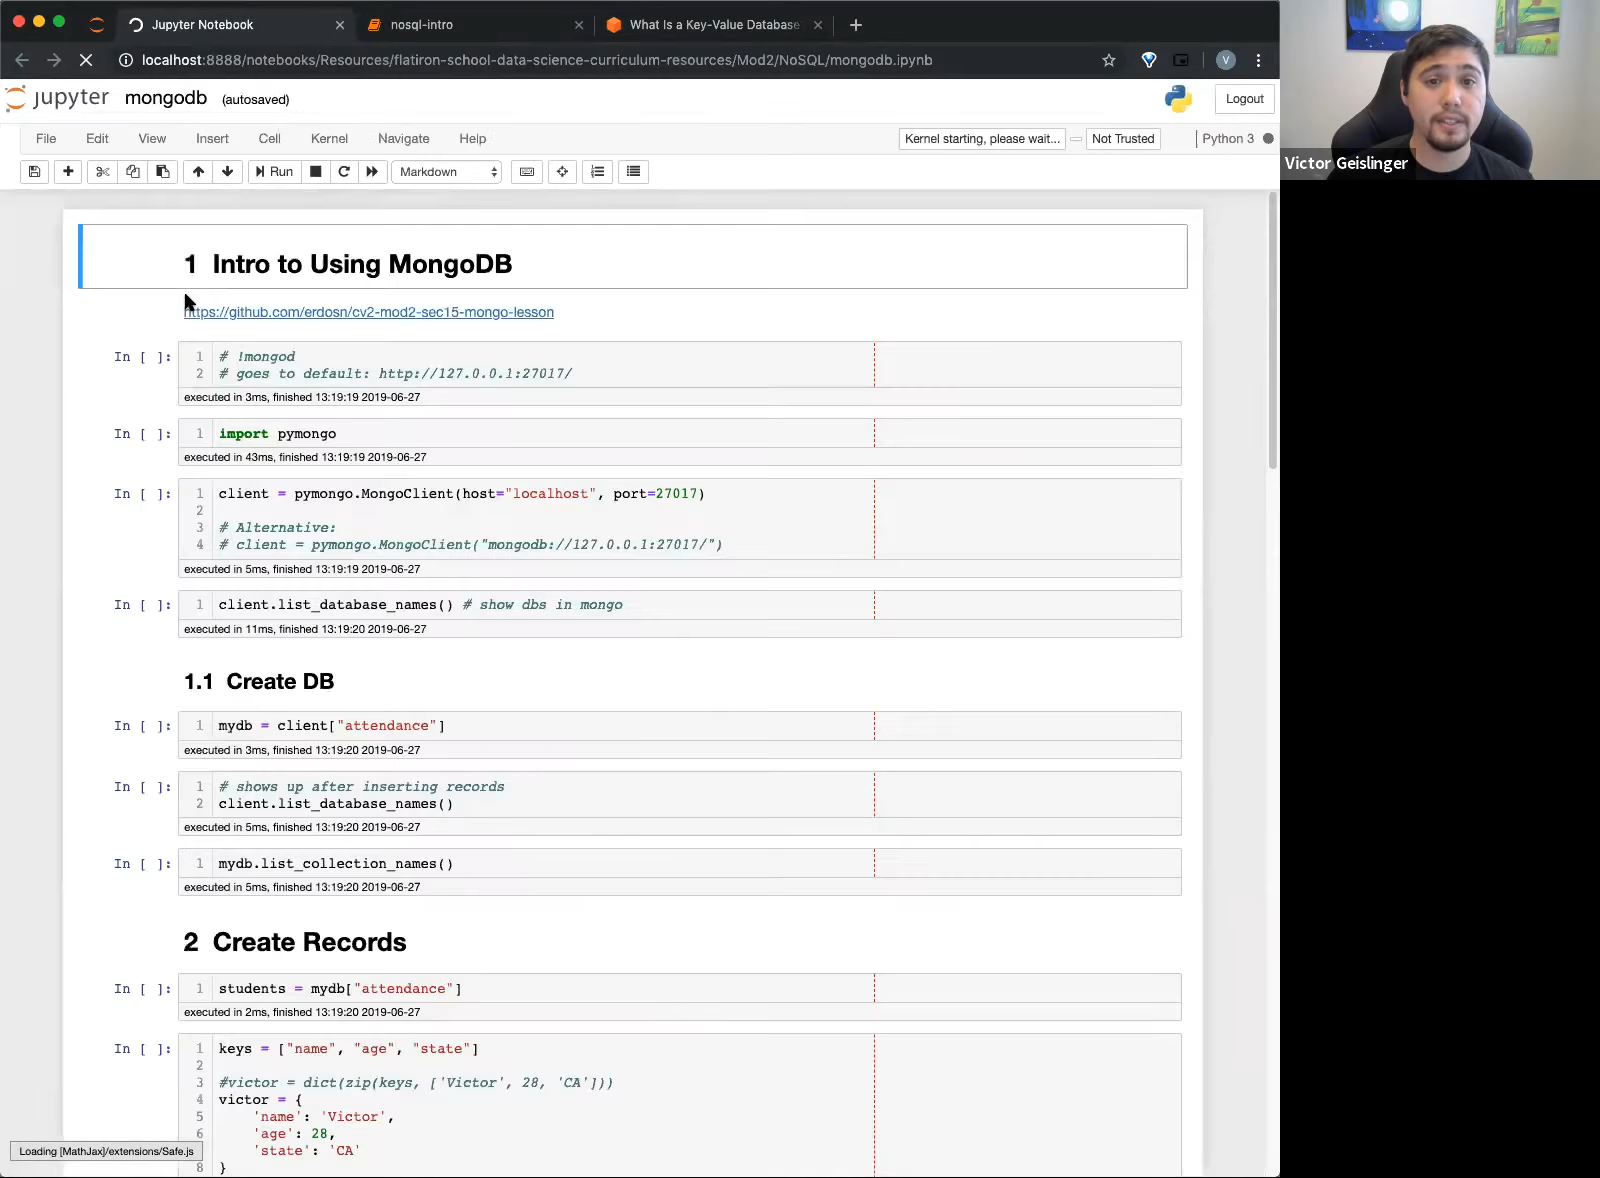 Jupyter Notebook
nosql-intro
What Is a Key-Value Database
localhost:8888/notebooks/Resources/flatiron-school-data-science-curriculum-resources/Mod2/NoSQL/mongodb.ipynb
V
jupyter mongodb (autosaved)
Logout
File Edit View Insert Cell Kernel Navigate Help
Kernel starting, please wait... Not Trusted Python 3
Run Markdown
Victor Geislinger
1 Intro to Using MongoDB
https://github.com/erdosn/cv2-mod2-sec15-mongo-lesson
In [ ]: 1 # !mongod
2 # goes to default: http://127.0.0.1:27017/
executed in 3ms, finished 13:19:19 2019-06-27
In [ ]: 1 import pymongo
executed in 43ms, finished 13:19:19 2019-06-27
In [ ]: 1 client = pymongo.MongoClient(host="localhost", port=27017)
2
3 # Alternative:
4 # client = pymongo.MongoClient("mongodb://127.0.0.1:27017/")
executed in 5ms, finished 13:19:19 2019-06-27
In [ ]: 1 client.list_database_names() # show dbs in mongo
executed in 11ms, finished 13:19:20 2019-06-27
1.1 Create DB
In [ ]: 1 mydb = client["attendance"]
executed in 3ms, finished 13:19:20 2019-06-27
In [ ]: 1 # shows up after inserting records
2 client.list_database_names()
executed in 5ms, finished 13:19:20 2019-06-27
In [ ]: 1 mydb.list_collection_names()
executed in 5ms, finished 13:19:20 2019-06-27
2 Create Records
In [ ]: 1 students = mydb["attendance"]
executed in 2ms, finished 13:19:20 2019-06-27
In [ ]: 1 keys = ["name", "age", "state"]
2
3 #victor = dict(zip(keys, ['Victor', 28, 'CA']))
4 victor = {
5 'name': 'Victor',
6 'age': 28,
'state': 'CA'
8 }
Loading [MathJax]/extensions/Safe.js